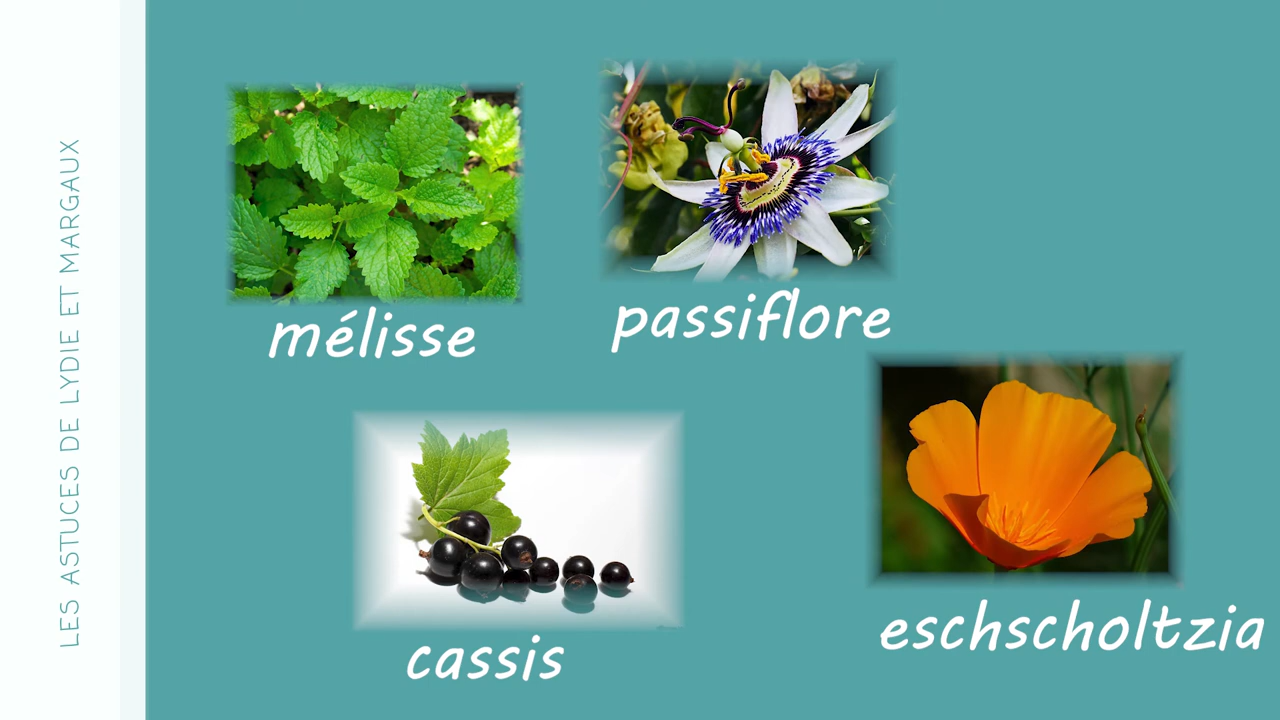 LES ASTUCES DE LYDIE ET MARGAUX
mélisse
passiflore
cassis
eschscholtzia